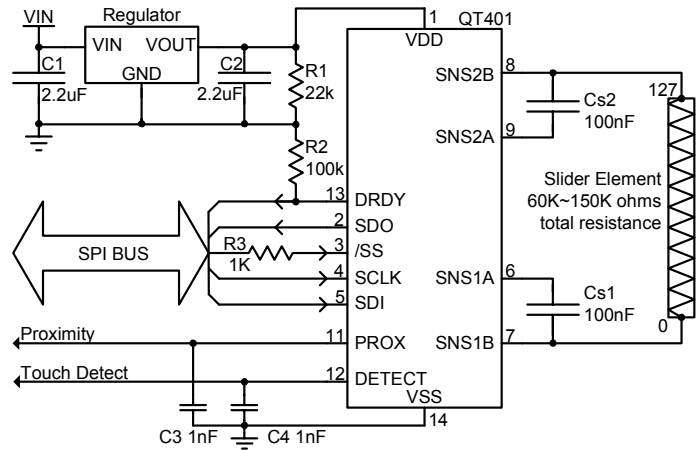 VIN
Regulator
VIN VOUT
GND
C1
2.2uF
C2
2.2uF
R1
22k
R2
100k
1
QT401
VDD
SNS2B 8
SNS2A 9
Cs2
100nF
127
Slider Element
60K~150K ohms
total resistance
13 DRDY
2 SDO
R3
1K
3 /SS
4 SCLK
5 SDI
SPI BUS
SNS1A 6
Cs1
100nF
0
SNS1B 7
Proximity
11 PROX
Touch Detect
12 DETECT
VSS
14
C3 1nF
C4 1nF